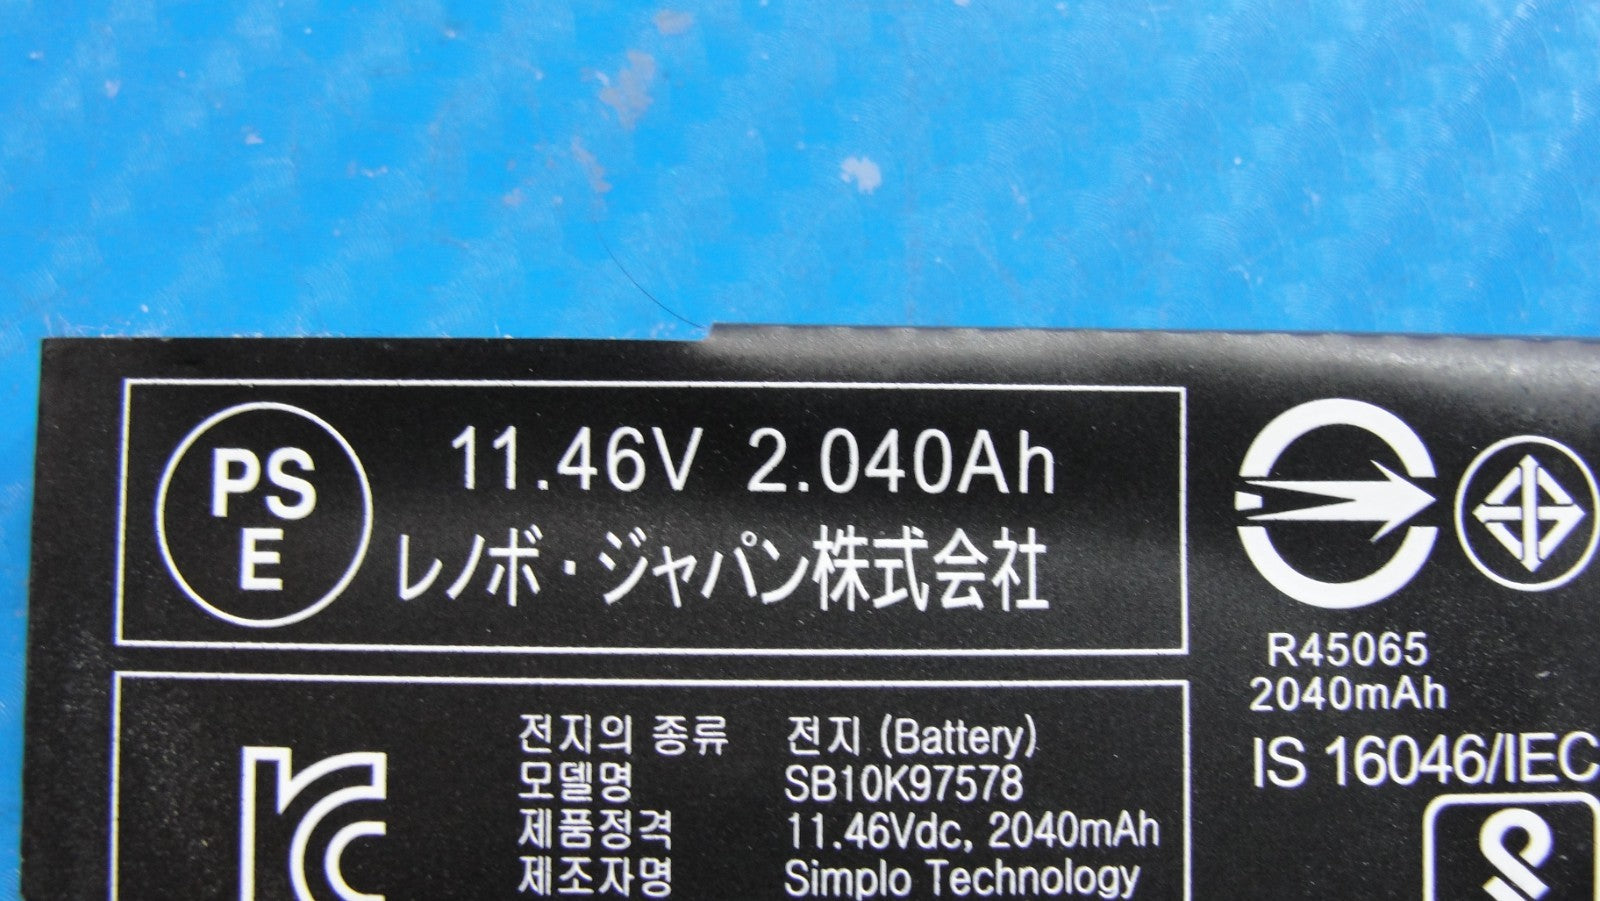 PS
E
11.46V 2.040Ah
レノボ・ジャパン株式会社
R45065
2040mAh
IS 16046/IEC
전지의 종류 전지 (Battery)
모델명 SB10K97578
제품정격 11.46Vdc, 2040mAh
제조자명 Simplo Technology